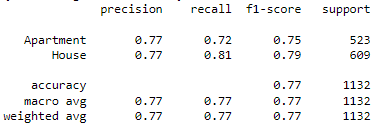 precision recall f1-score support
Apartment 0.77 0.72 0.75 523
House 0.77 0.81 0.79 609
accuracy 0.77 1132
macro avg 0.77 0.77 0.77 1132
weighted avg 0.77 0.77 0.77 1132